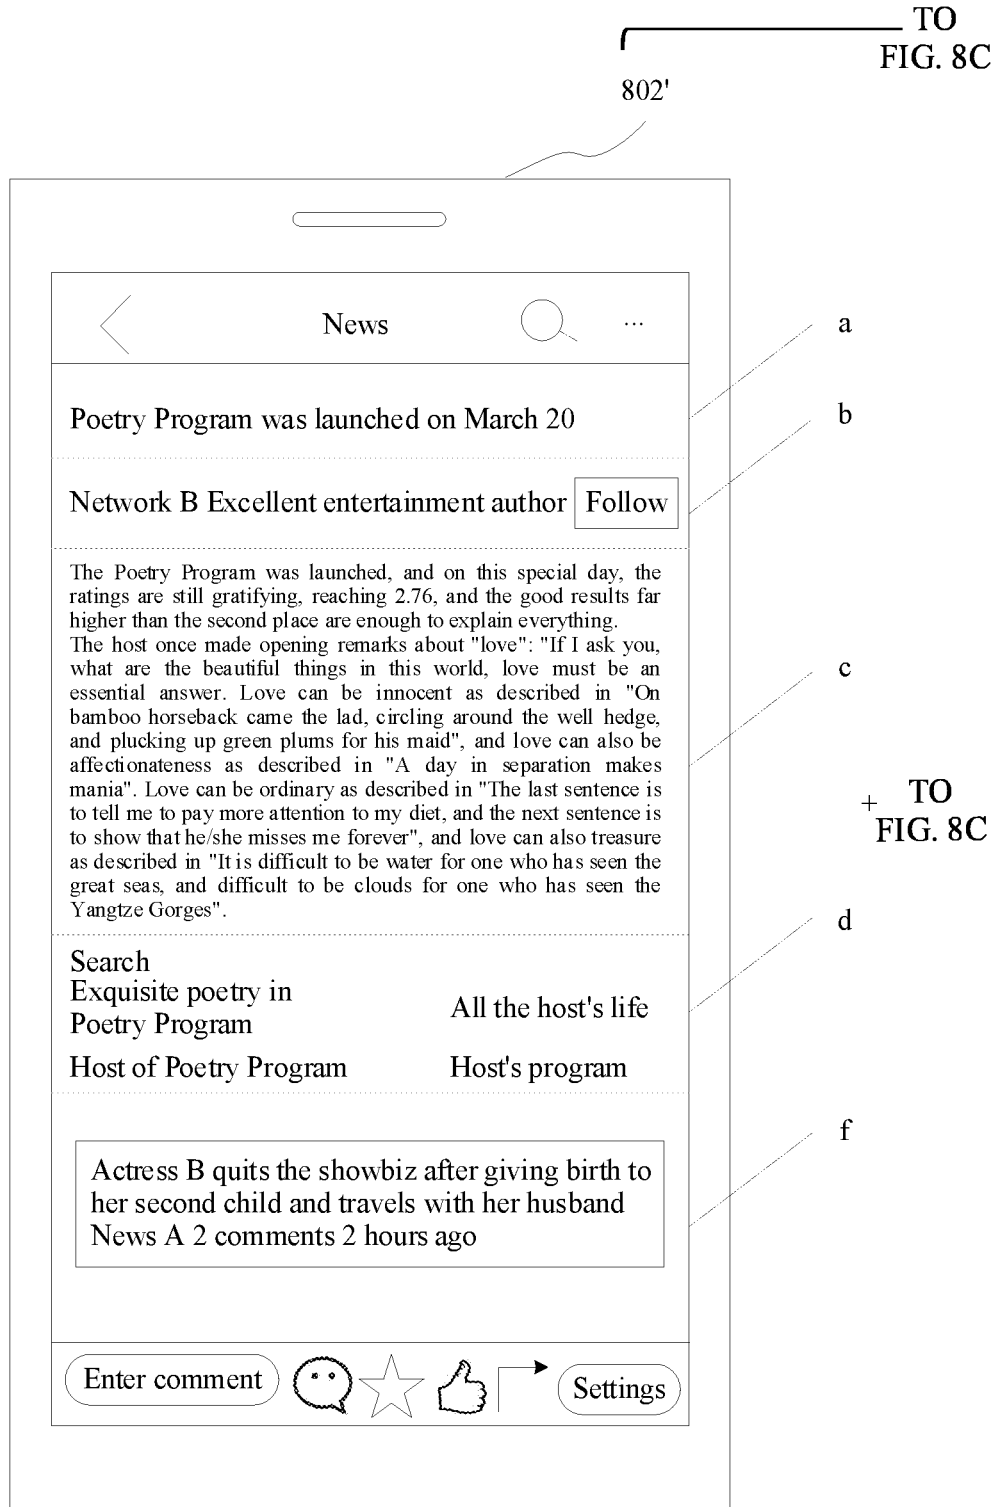 TO
FIG. 8C
802'
News
...
a
Poetry Program was launched on March 20
b
Network B Excellent entertainment author
Follow
The Poetry Program was launched, and on this special day, the
ratings are still gratifying, reaching 2.76, and the good results far
higher than the second place are enough to explain everything.
The host once made opening remarks about "love": "If I ask you,
what are the beautiful things in this world, love must be an
essential answer. Love can be innocent as described in "On
bamboo horseback came the lad, circling around the well hedge,
and plucking up green plums for his maid", and love can also be
affectionateness as described in "A day in separation makes
mania". Love can be ordinary as described in "The last sentence is
to tell me to pay more attention to my diet, and the next sentence is
to show that he/she misses me forever", and love can also treasure
as described in "It is difficult to be water for one who has seen the
great seas, and difficult to be clouds for one who has seen the
Yangtze Gorges".
c
+ TO
FIG. 8C
d
Search
Exquisite poetry in
Poetry Program
All the host's life
Host of Poetry Program
Host's program
f
Actress B quits the showbiz after giving birth to
her second child and travels with her husband
News A 2 comments 2 hours ago
Enter comment
Settings